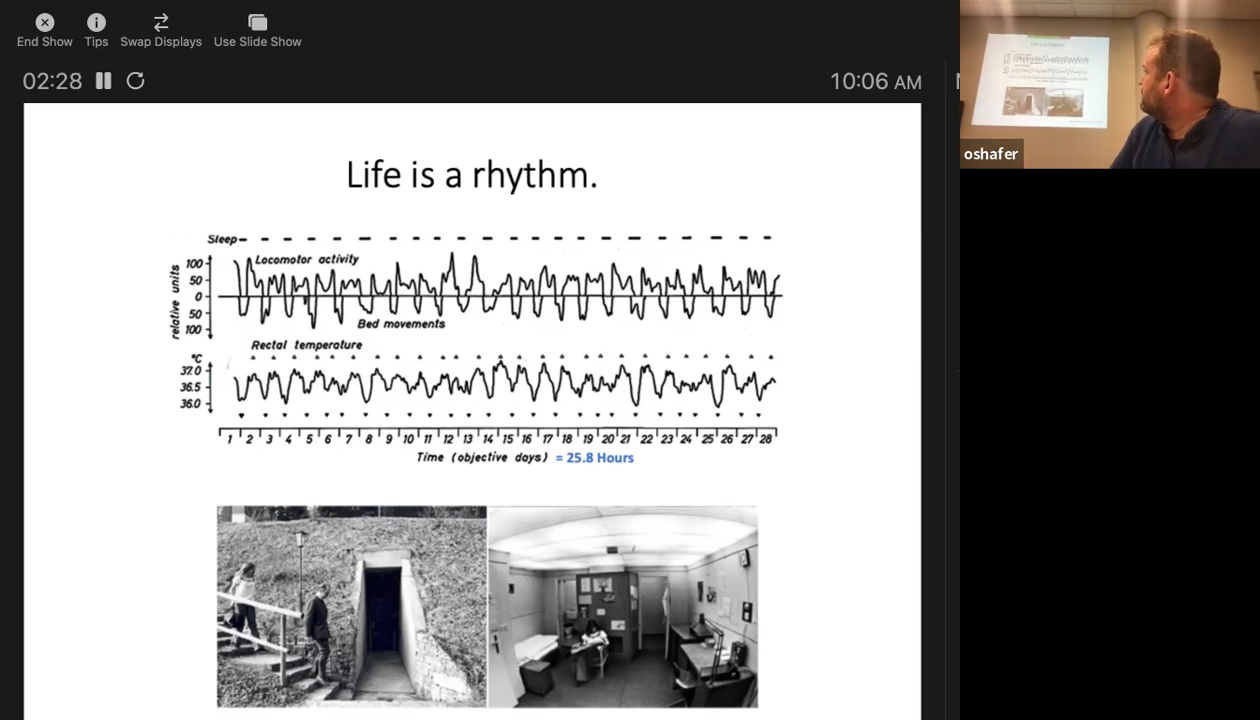 End Show Tips Swap Displays Use Slide Show
02:28 10:06 AM
Life is a rhythm.
Sleep
Locomotor activity
relative units
100
50
0
50
100
Bed movements
Rectal temperature
°C
37.0
36.5
36.0
1 2 3 4 5 6 7 8 9 10 11 12 13 14 15 16 17 18 19 20 21 22 23 24 25 26 27 28
Time (objective days) = 25.8 Hours
oshafer
Life is a rhythm.